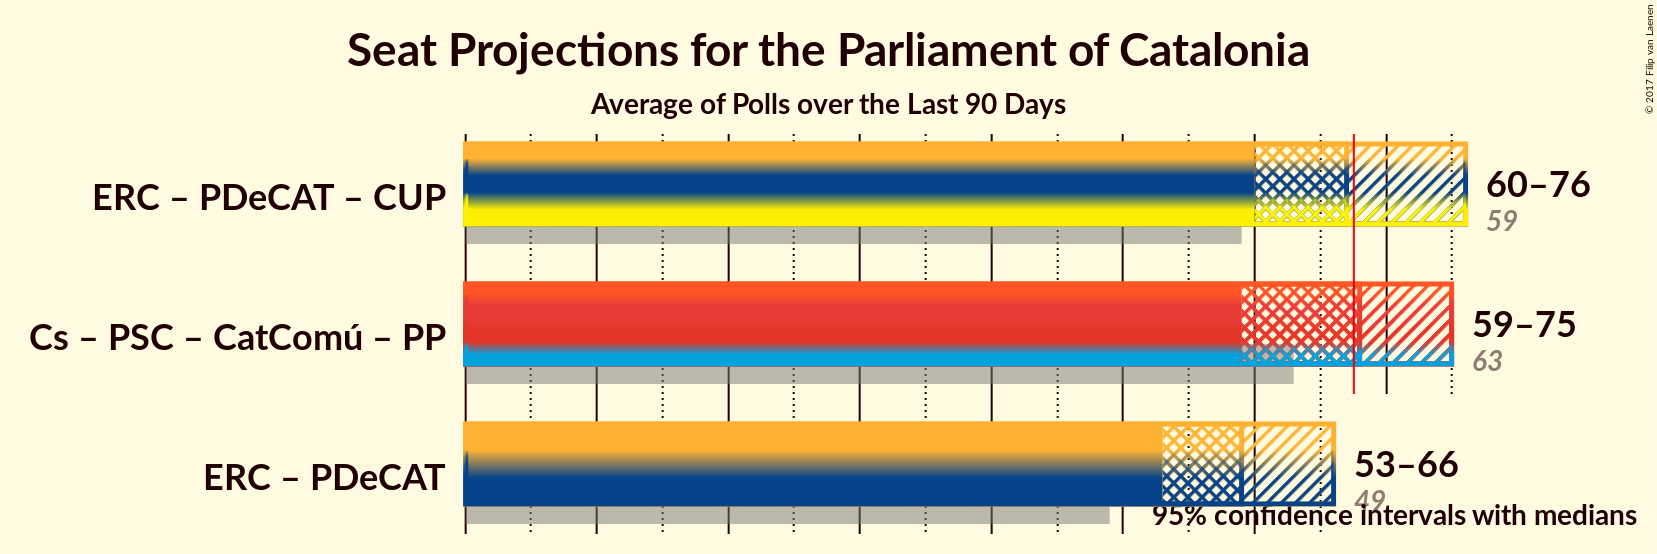 Seat Projections for the Parliament of Catalonia
Average of Polls over the Last 90 Days
© 2017 Filip van Laenen
ERC – PDeCAT – CUP
60–76
59
Cs – PSC – CatComú – PP
59–75
63
ERC – PDeCAT
53–66
49
95% confidence intervals with medians